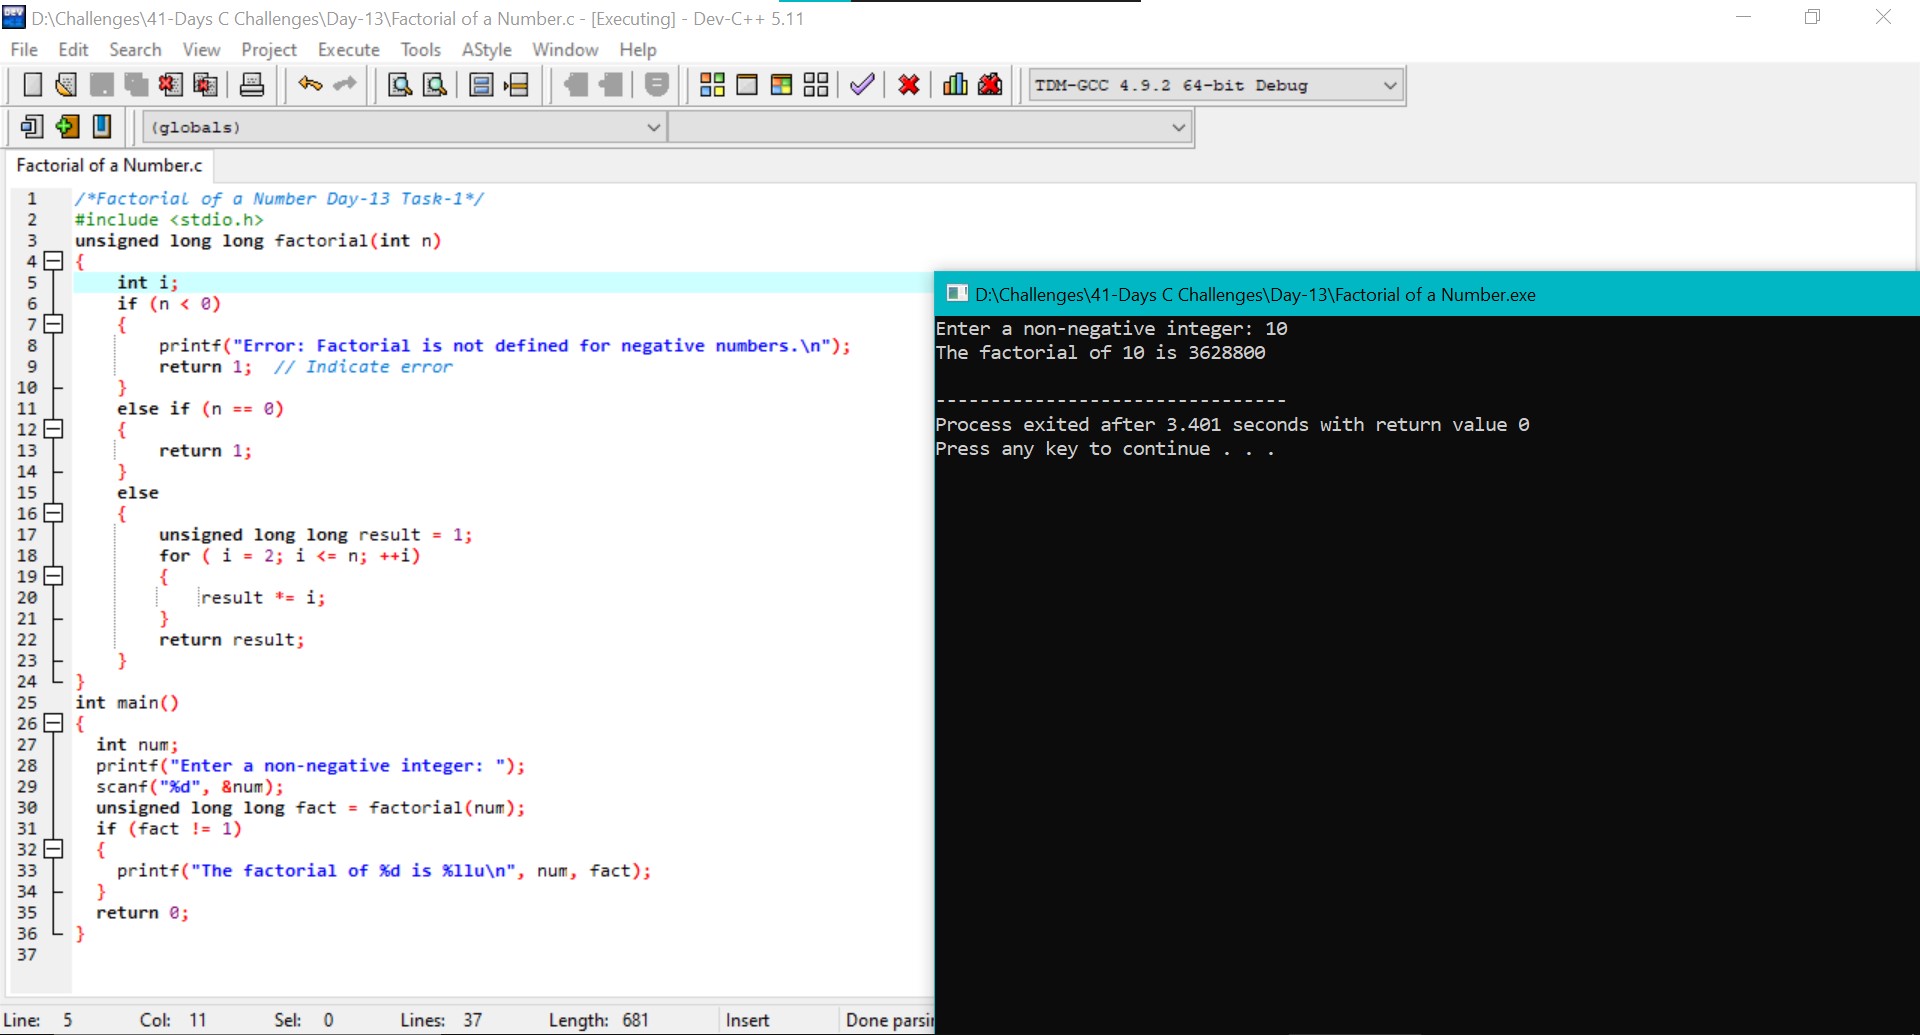 D:\Challenges\41-Days C Challenges\Day-13\Factorial of a Number.c - [Executing] - Dev-C++ 5.11
File Edit Search View Project Execute Tools AStyle Window Help
TDM-GCC 4.9.2 64-bit Debug
(globals)
Factorial of a Number.c
1 /*Factorial of a Number Day-13 Task-1*/
2 #include <stdio.h>
3 unsigned long long factorial(int n)
4 {
5     int i;
6     if (n < 0)
7     {
8         printf("Error: Factorial is not defined for negative numbers.\n");
9         return 1;  // Indicate error
10     }
11     else if (n == 0)
12     {
13         return 1;
14     }
15     else
16     {
17         unsigned long long result = 1;
18         for ( i = 2; i <= n; ++i)
19         {
20             result *= i;
21         }
22         return result;
23     }
24 }
25 int main()
26 {
27   int num;
28   printf("Enter a non-negative integer: ");
29   scanf("%d", &num);
30   unsigned long long fact = factorial(num);
31   if (fact != 1)
32   {
33     printf("The factorial of %d is %llu\n", num, fact);
34   }
35   return 0;
36 }
37
D:\Challenges\41-Days C Challenges\Day-13\Factorial of a Number.exe
Enter a non-negative integer: 10
The factorial of 10 is 3628800
--------------------------------
Process exited after 3.401 seconds with return value 0
Press any key to continue . . .
Line: 5 Col: 11 Sel: 0 Lines: 37 Length: 681 Insert Done parsin